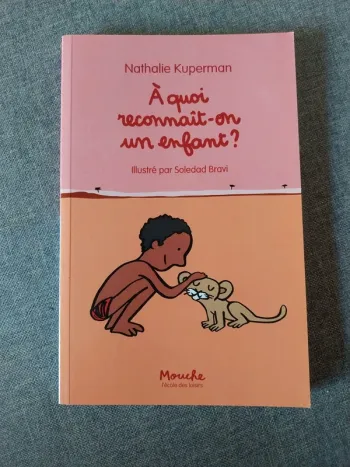 Nathalie Kuperman
À quoi
reconnaît-on
un enfant?
Illustré par Soledad Bravi
Mouche
l'école des loisirs